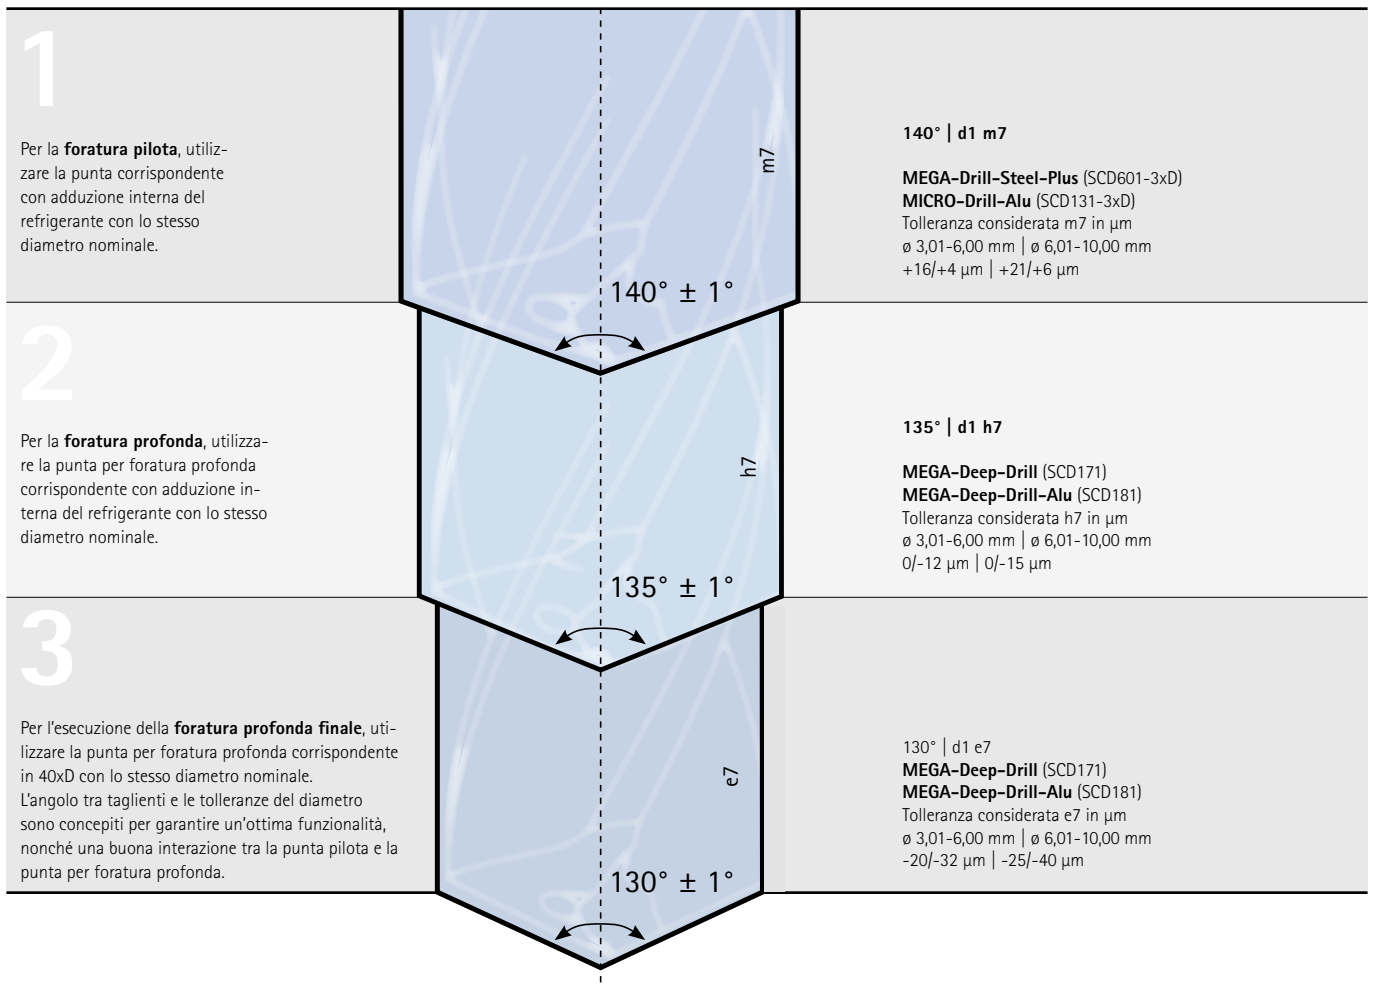 1
Per la foratura pilota, utiliz-
zare la punta corrispondente
con adduzione interna del
refrigerante con lo stesso
diametro nominale.
m7
140° ± 1°
140° | d1 m7
MEGA-Drill-Steel-Plus (SCD601-3xD)
MICRO-Drill-Alu (SCD131-3xD)
Tolleranza considerata m7 in µm
ø 3,01-6,00 mm | ø 6,01-10,00 mm
+16/+4 µm | +21/+6 µm
2
Per la foratura profonda, utilizza-
re la punta per foratura profonda
corrispondente con adduzione in-
terna del refrigerante con lo stesso
diametro nominale.
h7
135° ± 1°
135° | d1 h7
MEGA-Deep-Drill (SCD171)
MEGA-Deep-Drill-Alu (SCD181)
Tolleranza considerata h7 in µm
ø 3,01-6,00 mm | ø 6,01-10,00 mm
0/-12 µm | 0/-15 µm
3
Per l'esecuzione della foratura profonda finale, uti-
lizzare la punta per foratura profonda corrispondente
in 40xD con lo stesso diametro nominale.
L'angolo tra taglienti e le tolleranze del diametro
sono concepiti per garantire un'ottima funzionalità,
nonché una buona interazione tra la punta pilota e la
punta per foratura profonda.
e7
130° ± 1°
130° | d1 e7
MEGA-Deep-Drill (SCD171)
MEGA-Deep-Drill-Alu (SCD181)
Tolleranza considerata e7 in µm
ø 3,01-6,00 mm | ø 6,01-10,00 mm
-20/-32 µm | -25/-40 µm